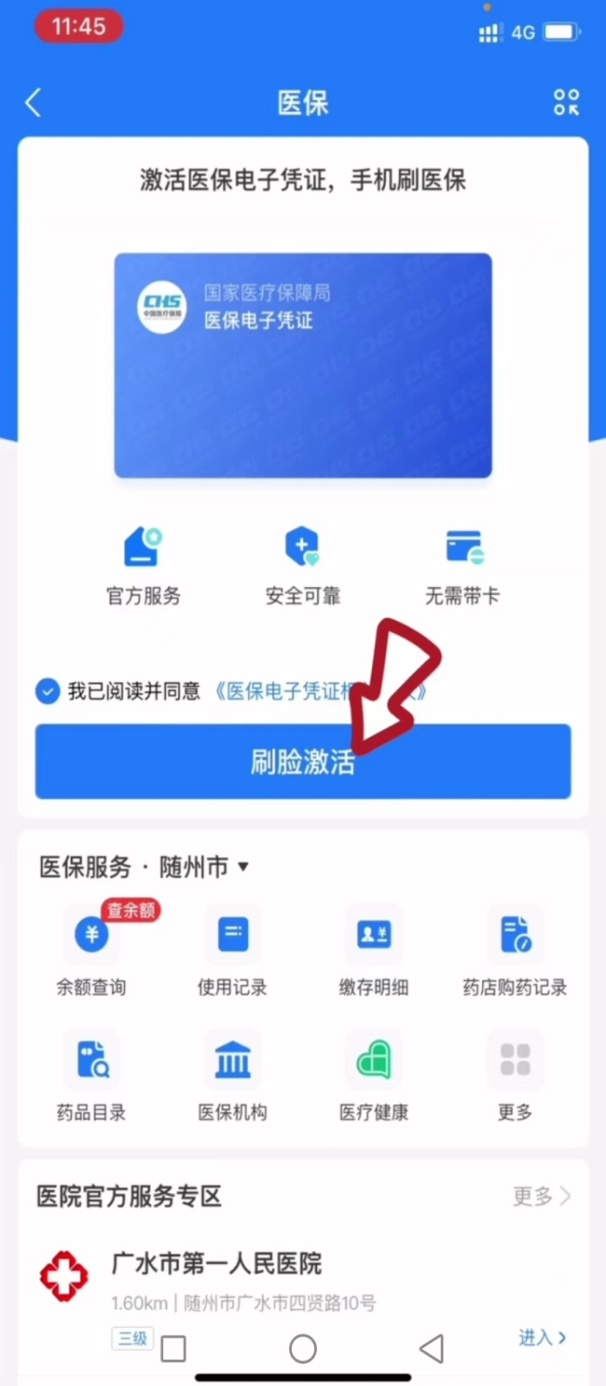 11:45
4G
医保
激活医保电子凭证，手机刷医保
CHS
中国医疗保障
国家医疗保障局
医保电子凭证
官方服务
安全可靠
无需带卡
我已阅读并同意《医保电子凭证
刷脸激活
医保服务 · 随州市
查余额
余额查询
使用记录
缴存明细
药店购药记录
药品目录
医保机构
医疗健康
更多
医院官方服务专区
更多
广水市第一人民医院
1.60km | 随州市广水市四贤路10号
三级
进入